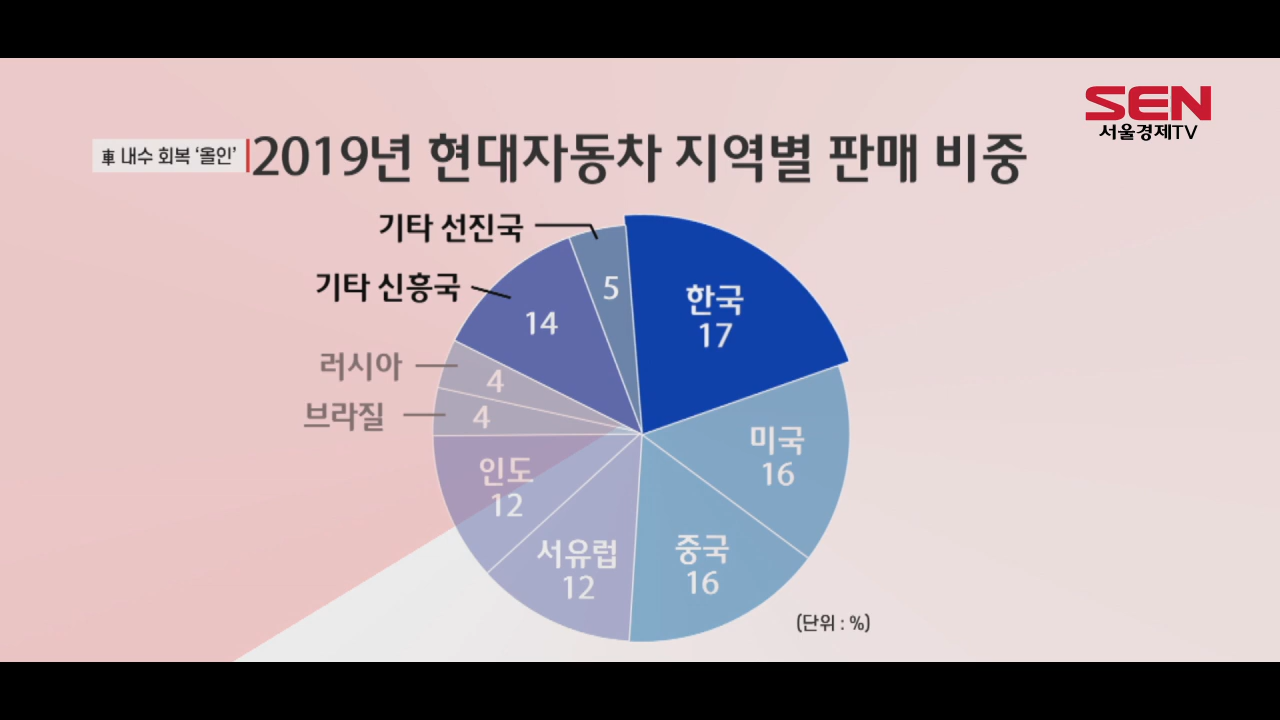 SEN
서울경제TV
車 내수 회복 ‘올인’
2019년 현대자동차 지역별 판매 비중
기타 선진국
5
한국
17
기타 신흥국
14
러시아
4
브라질
4
미국
16
인도
12
서유럽
12
중국
16
(단위 : %)